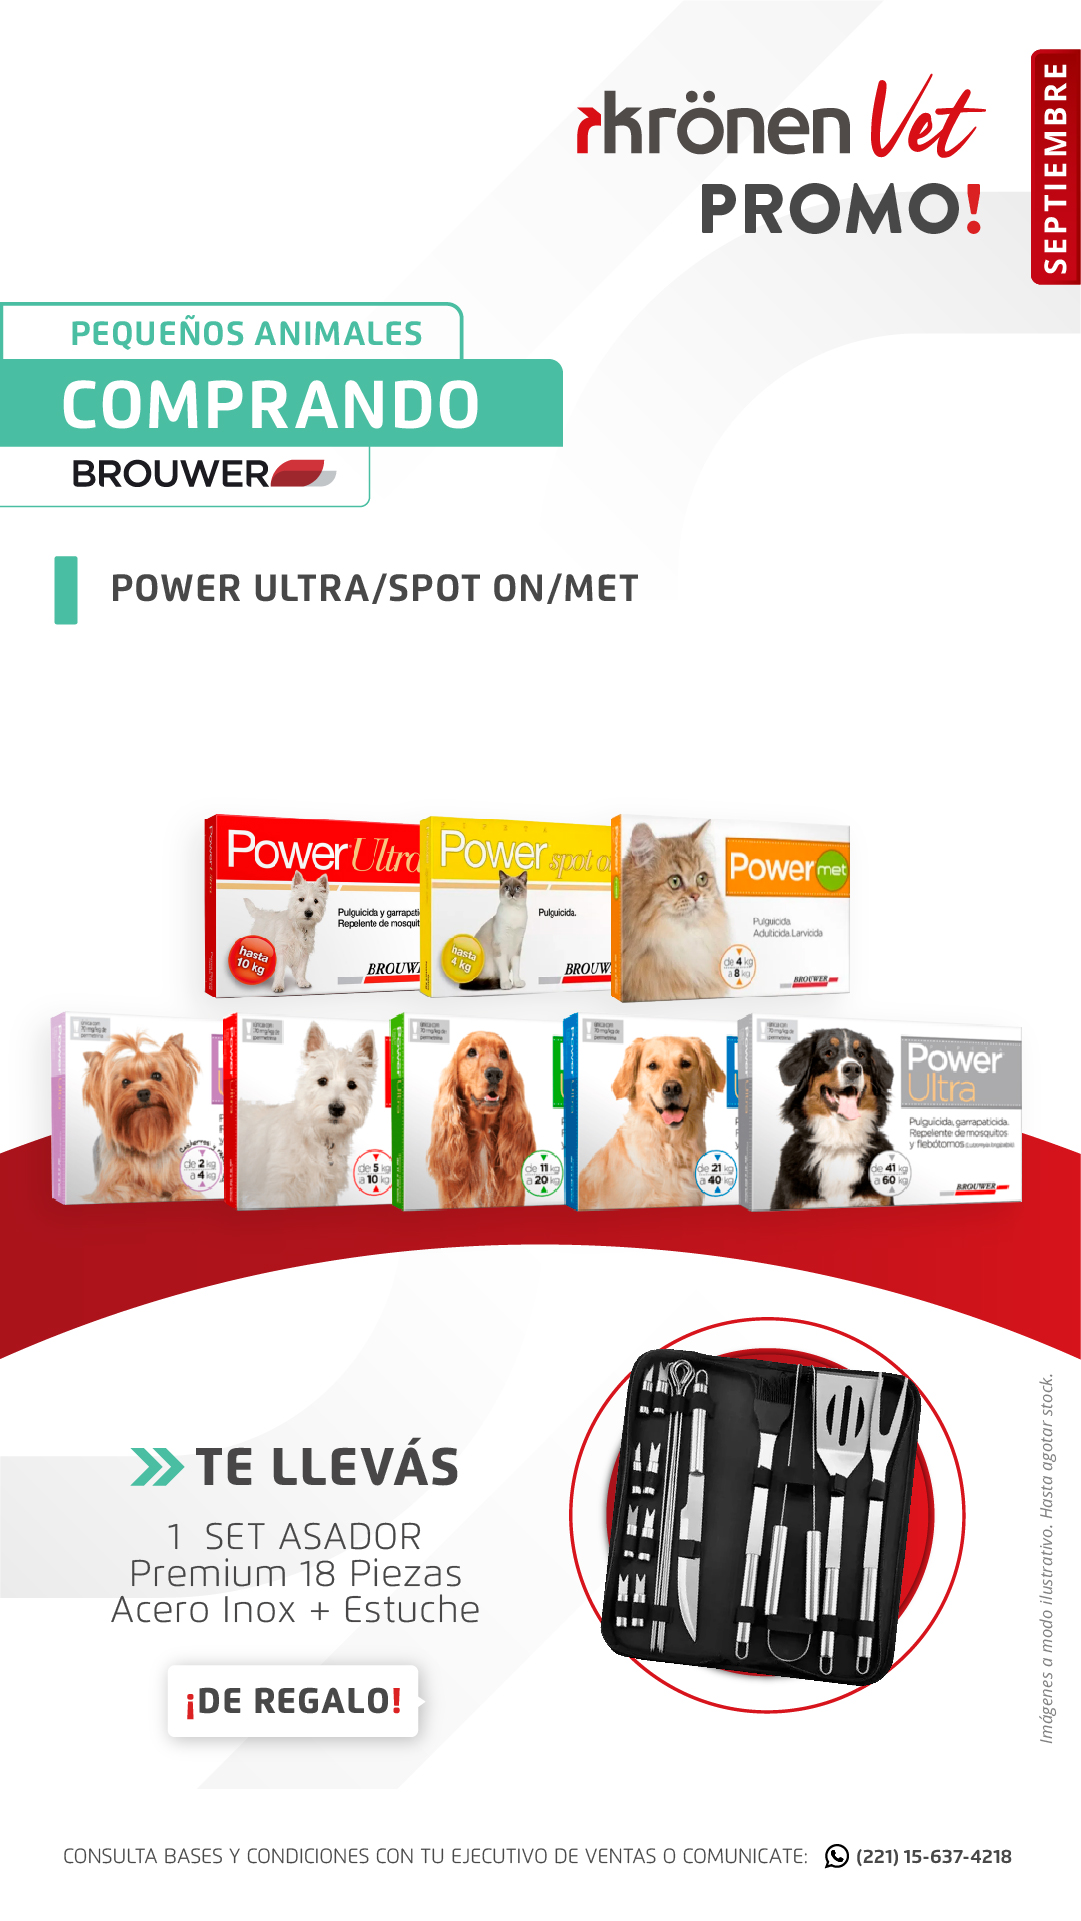 krönen Vet
PROMO!
SEPTIEMBRE
PEQUEÑOS ANIMALES
COMPRANDO
BROUWER
POWER ULTRA/SPOT ON/MET
Power Ultra
Pulguicida y garrapati
Repelente de mosquit
hasta
10 kg
BROUW
Power spot o
Pulguicida.
hasta
4 kg
BROUW
Power met
Pulguicida
Adulticida Larvicida
de 4 kg
a 8 kg
BROUWER
de 2 kg
a 4 kg
de 5 kg
a 10 kg
de 11 kg
a 20 kg
de 21 kg
a 40 kg
Power
Ultra
Pulguicida, garrapaticida.
Repelente de mosquitos
y flebótomos
de 41 kg
a 60 kg
BROUWER
TE LLEVÁS
1 SET ASADOR
Premium 18 Piezas
Acero Inox + Estuche
¡DE REGALO!
Imágenes a modo ilustrativo. Hasta agotar stock.
CONSULTA BASES Y CONDICIONES CON TU EJECUTIVO DE VENTAS O COMUNICATE: (221) 15-637-4218